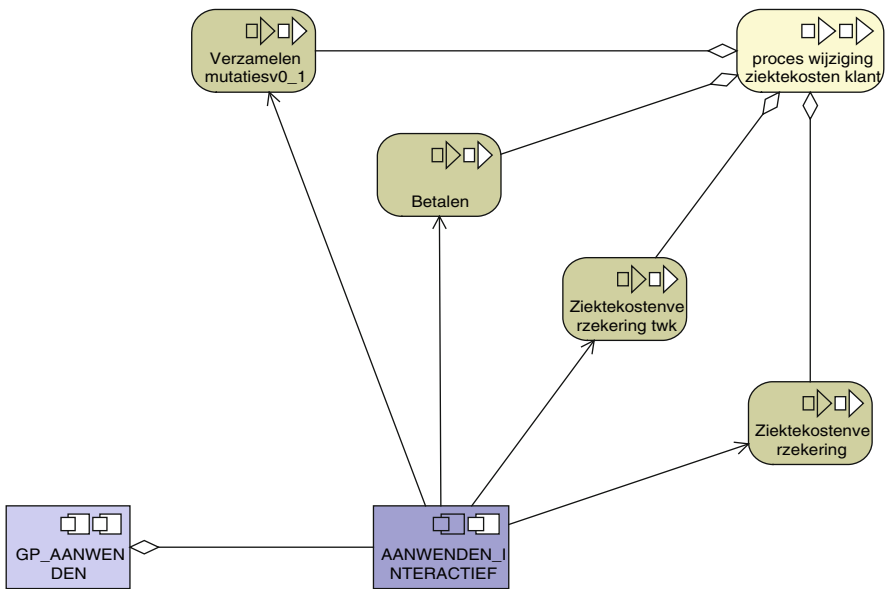 Verzamelen
mutatiesv0_1
proces wijziging
ziektekosten klant
Betalen
Ziektekostenve
rzekering twk
Ziektekostenve
rzekering
GP_AANWEN
DEN
AANWENDEN_I
NTERACTIEF